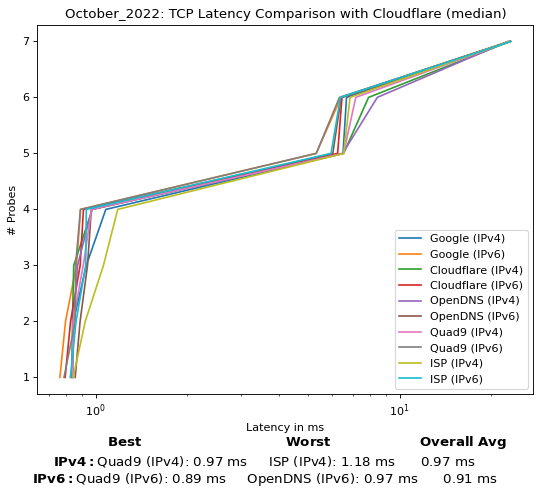 October_2022: TCP Latency Comparison with Cloudflare (median)
# Probes
7
6
5
4
3
2
1
Google (IPv4)
Google (IPv6)
Cloudflare (IPv4)
Cloudflare (IPv6)
OpenDNS (IPv4)
OpenDNS (IPv6)
Quad9 (IPv4)
Quad9 (IPv6)
ISP (IPv4)
ISP (IPv6)
10⁰ 10¹
Latency in ms
Best Worst Overall Avg
IPv4: Quad9 (IPv4): 0.97 ms ISP (IPv4): 1.18 ms 0.97 ms
IPv6: Quad9 (IPv6): 0.89 ms OpenDNS (IPv6): 0.97 ms 0.91 ms